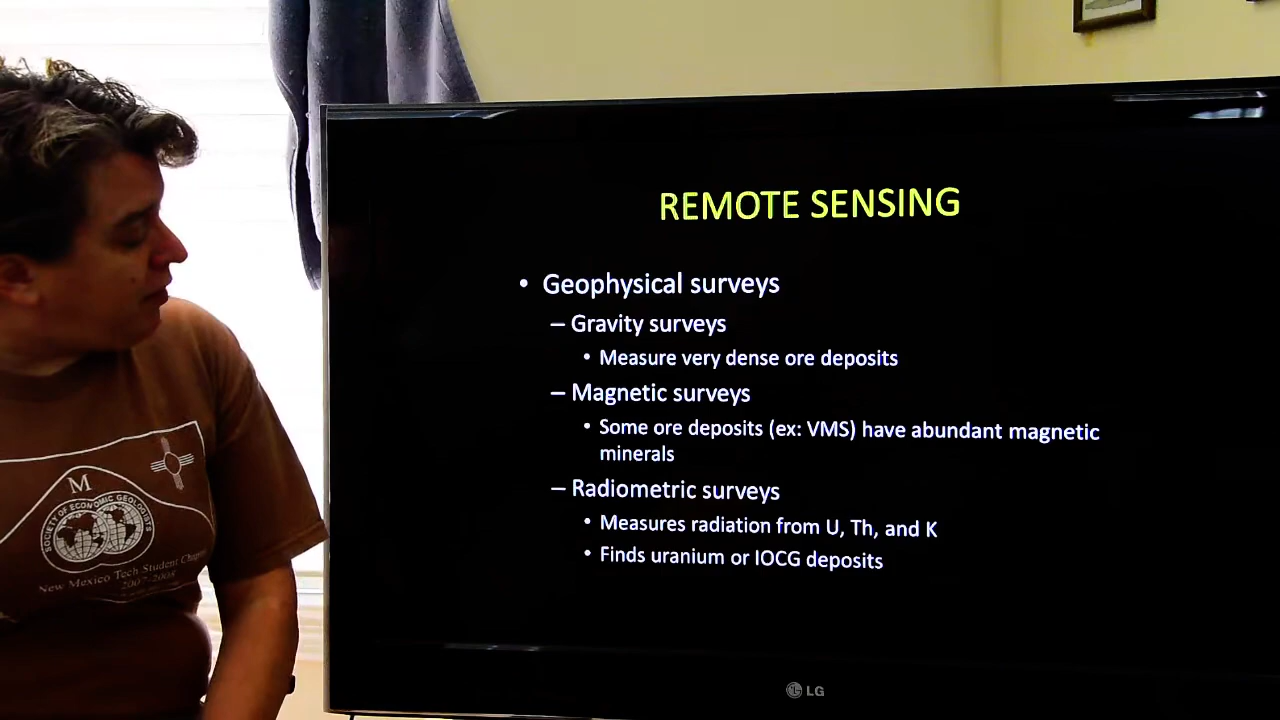 REMOTE SENSING
• Geophysical surveys
– Gravity surveys
• Measure very dense ore deposits
– Magnetic surveys
• Some ore deposits (ex: VMS) have abundant magnetic
minerals
– Radiometric surveys
• Measures radiation from U, Th, and K
• Finds uranium or IOCG deposits
LG
M
SOCIETY OF ECONOMIC GEOLOGISTS
New Mexico Tech Student Chapter
2007-2008